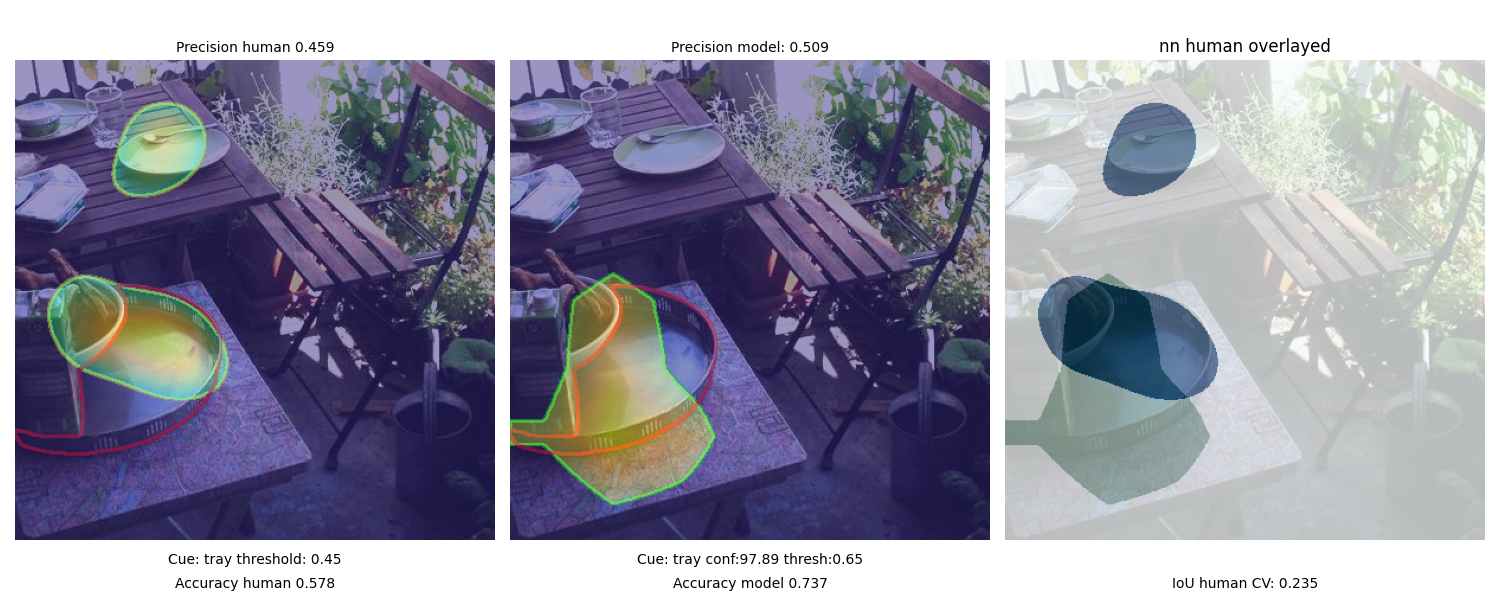 Precision human 0.459
Precision model: 0.509
nn human overlayed
Cue: tray threshold: 0.45
Accuracy human 0.578
Cue: tray conf:97.89 thresh:0.65
Accuracy model 0.737
IoU human CV: 0.235